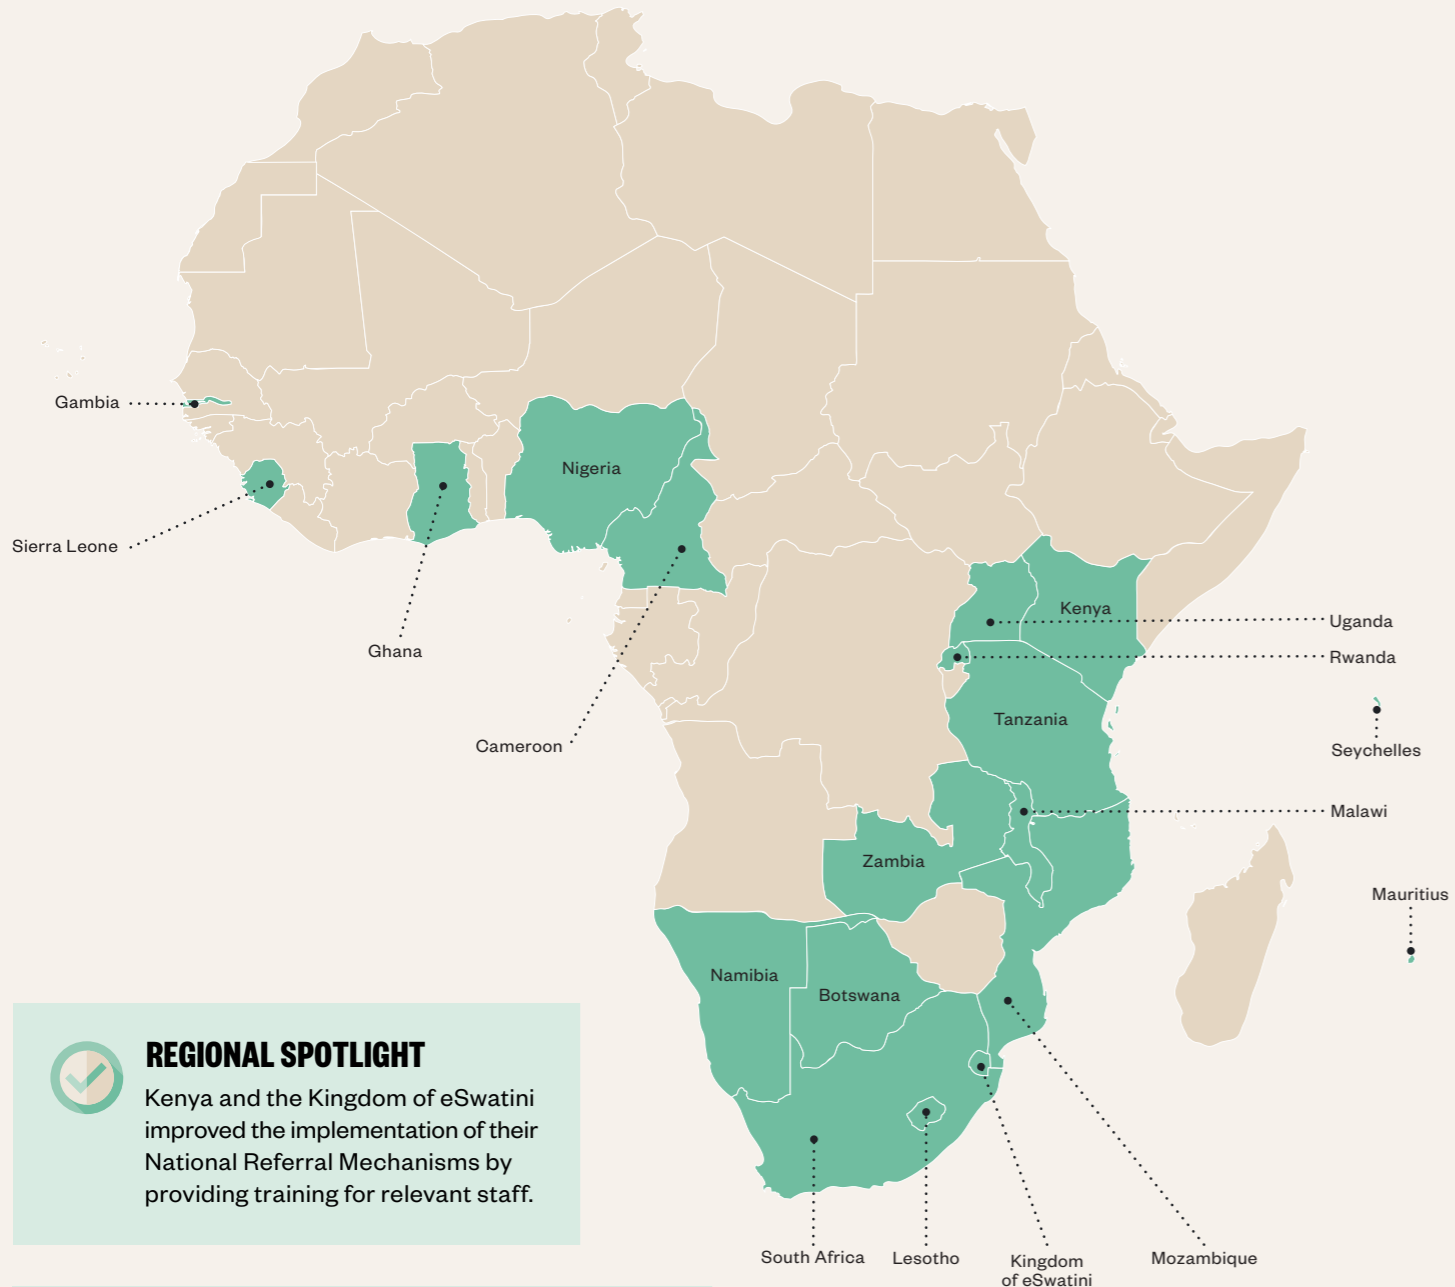 Gambia
Nigeria
Sierra Leone
Kenya
Uganda
Ghana
Rwanda
Tanzania
Cameroon
Seychelles
Malawi
Zambia
Mauritius
Namibia
Botswana
REGIONAL SPOTLIGHT
Kenya and the Kingdom of eSwatini
improved the implementation of their
National Referral Mechanisms by
providing training for relevant staff.
South Africa
Lesotho
Kingdom
of eSwatini
Mozambique